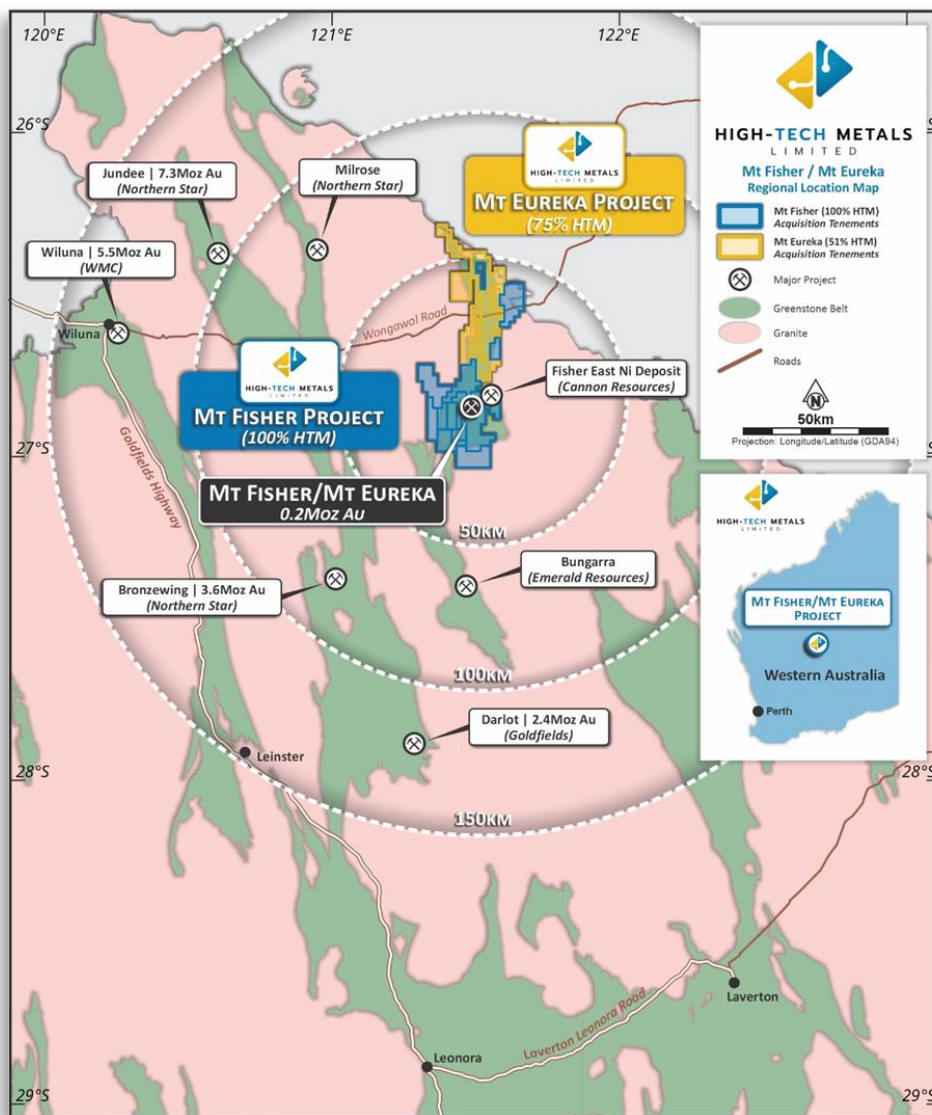 120°E
121°E
122°E
26°S
26°S
27°S
27°S
28°S
28°S
29°S
29°S
Jundee | 7.3Moz Au
(Northern Star)
Milrose
(Northern Star)
Wiluna | 5.5Moz Au
(WMC)
Wiluna
HIGH-TECH METALS
LIMITED
MT EUREKA PROJECT
(75% HTM)
Wongawol Road
HIGH-TECH METALS
LIMITED
MT FISHER PROJECT
(100% HTM)
Fisher East Ni Deposit
(Cannon Resources)
MT FISHER/MT EUREKA
0.2MOZ AU
Goldfields Highway
50KM
Bronzewing | 3.6Moz Au
(Northern Star)
Bungarra
(Emerald Resources)
100KM
Darlot | 2.4Moz Au
(Goldfields)
Leinster
150KM
Laverton
Laverton Leonora Road
Leonora
HIGH-TECH METALS
LIMITED
Mt Fisher / Mt Eureka
Regional Location Map
Mt Fisher (100% HTM)
Acquisition Tenements
Mt Eureka (51% HTM)
Acquisition Tenements
Major Project
Greenstone Belt
Granite
Roads
N
50km
Projection: Longitude/Latitude (GDA94)
HIGH-TECH METALS
LIMITED
MT FISHER/MT EUREKA
PROJECT
Western Australia
Perth